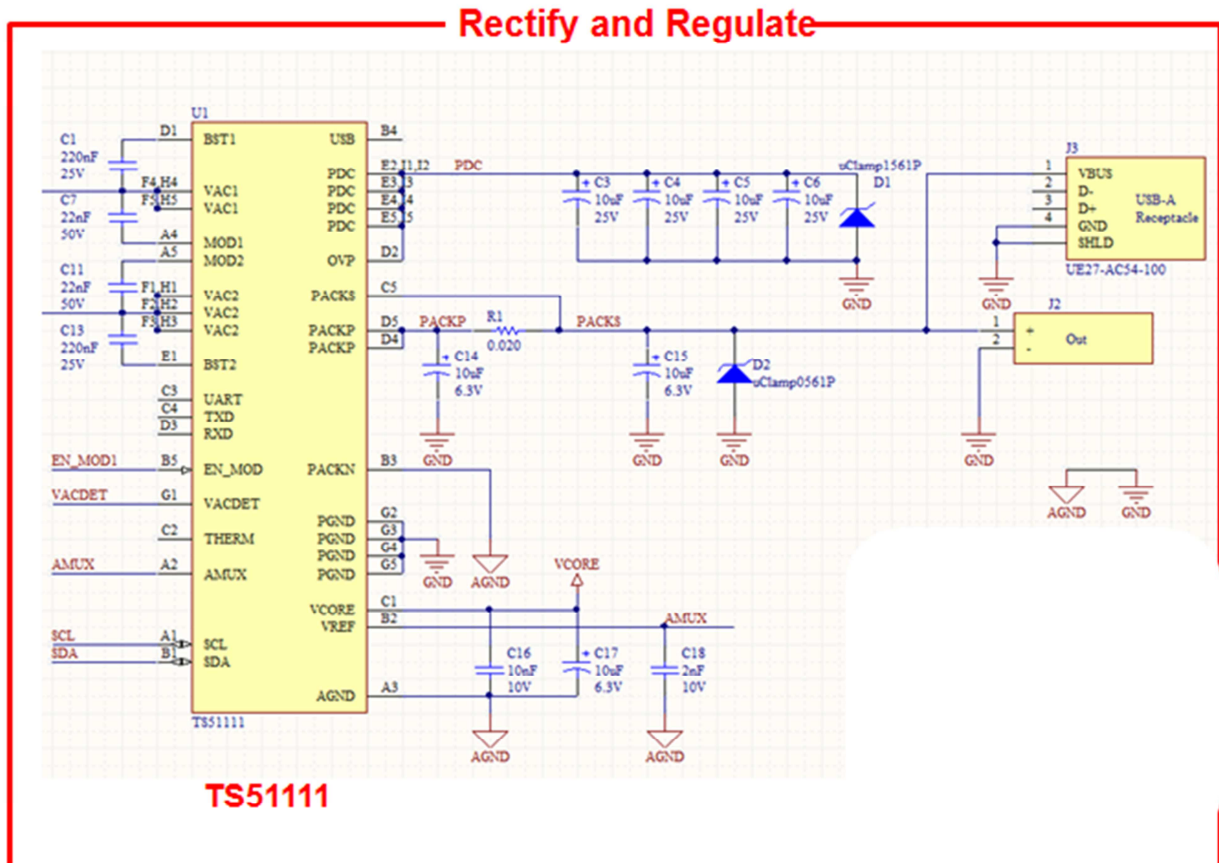 Rectify and Regulate
U1
C1
220nF
25V
D1
BST1
F4,H4
VAC1
F5,H5
VAC1
C7
22nF
50V
A4
MOD1
A5
MOD2
C11
22nF
50V
F1,H1
VAC2
F2,H2
VAC2
F3,H3
VAC2
C13
220nF
25V
E1
BST2
C3
UART
C4
TXD
D3
RXD
EN_MOD1
B5
EN_MOD
VACDET
G1
VACDET
C2
THERM
AMUX
A2
AMUX
SCL
A1
SCL
SDA
B1
SDA
TS51111
USB
B4
PDC
E2,J1,J2
PDC
PDC
E3,J3
PDC
E4,J4
PDC
E5,J5
OVP
D2
PACKS
C5
PACKP
D5
PACKP
PACKP
D4
R1
0.020
PACKS
C14
10uF
6.3V
GND
C15
10uF
6.3V
GND
D2
uClamp0561P
GND
C3
10uF
25V
C4
10uF
25V
C5
10uF
25V
C6
10uF
25V
uClamp1561P
D1
GND
J3
1
VBUS
2
D-
3
D+
4
GND
SHLD
USB-A
Receptacle
UE27-AC54-100
GND
J2
1
+
2
-
Out
GND
AGND
GND
PACKN
B3
AGND
PGND
G2
PGND
G3
PGND
G4
PGND
G5
GND
VCORE
VCORE
C1
VREF
B2
AMUX
C16
10nF
10V
C17
10uF
6.3V
C18
2nF
10V
AGND
A3
AGND
AGND
TS51111